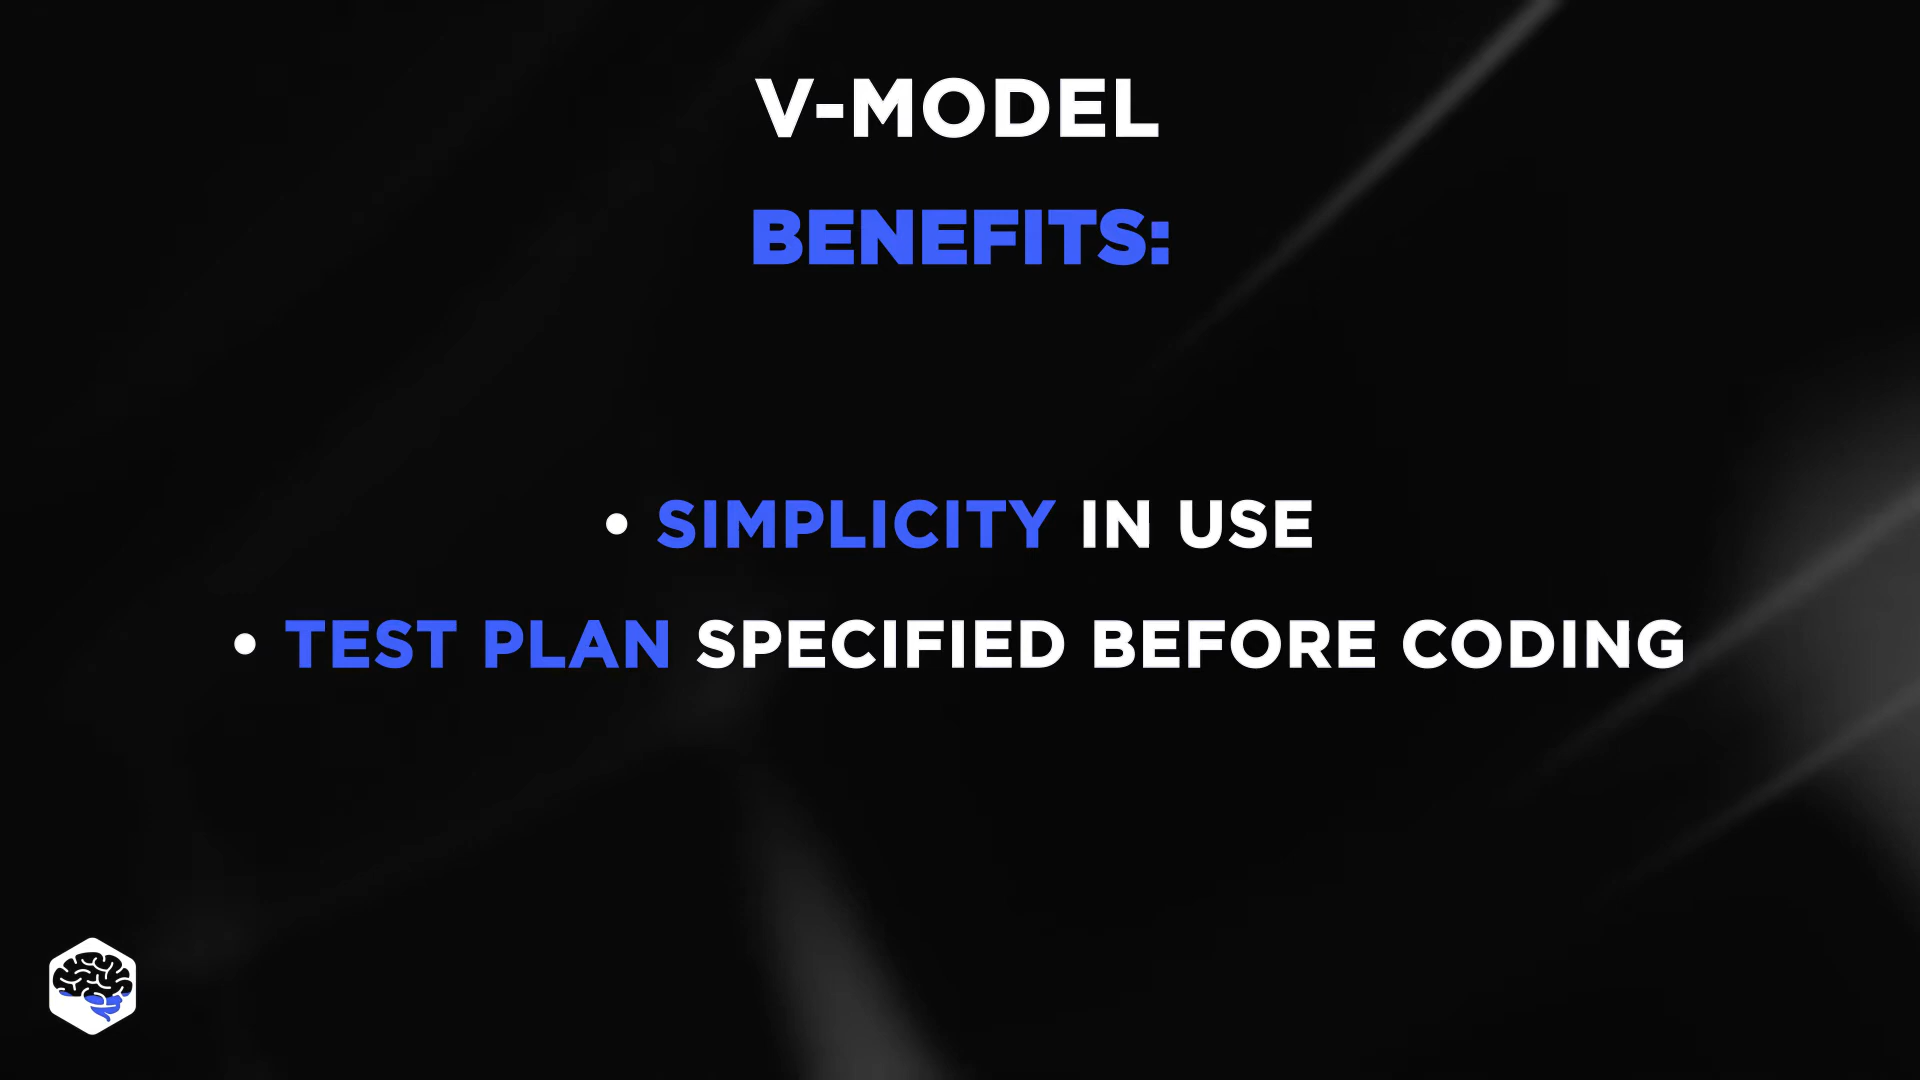 V-MODEL
BENEFITS:
• SIMPLICITY IN USE
• TEST PLAN SPECIFIED BEFORE CODING